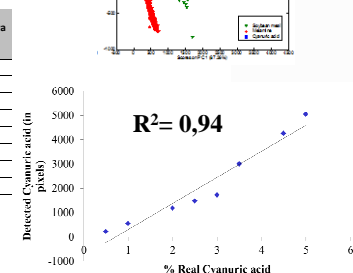 a
Soybean meal
Melamine
Cyanuric acid
R²= 0,94
Detected Cyanuric acid (in pixels)
6000
5000
4000
3000
2000
1000
0
-1000
0
1
2
3
4
5
6
% Real Cyanuric acid